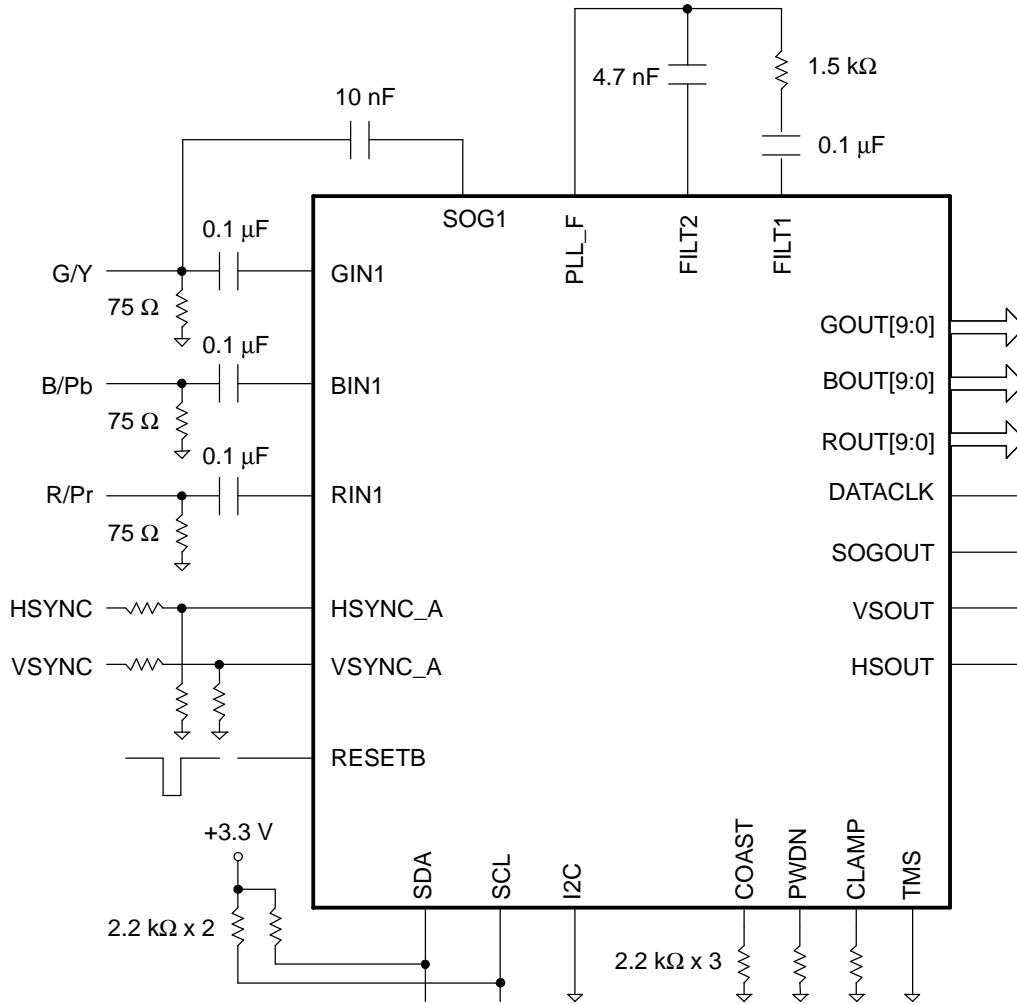 1.5 kΩ
4.7 nF
10 nF
0.1 μF
SOG1
PLL_F
FILT2
FILT1
0.1 μF
G/Y
GIN1
75 Ω
GOUT[9:0]
0.1 μF
B/Pb
BIN1
BOUT[9:0]
75 Ω
ROUT[9:0]
0.1 μF
R/Pr
RIN1
DATACLK
75 Ω
SOGOUT
HSYNC
HSYNC_A
VSOUT
VSYNC
VSYNC_A
HSOUT
RESETB
+3.3 V
SDA
SCL
I2C
COAST
PWDN
CLAMP
TMS
2.2 kΩ x 2
2.2 kΩ x 3